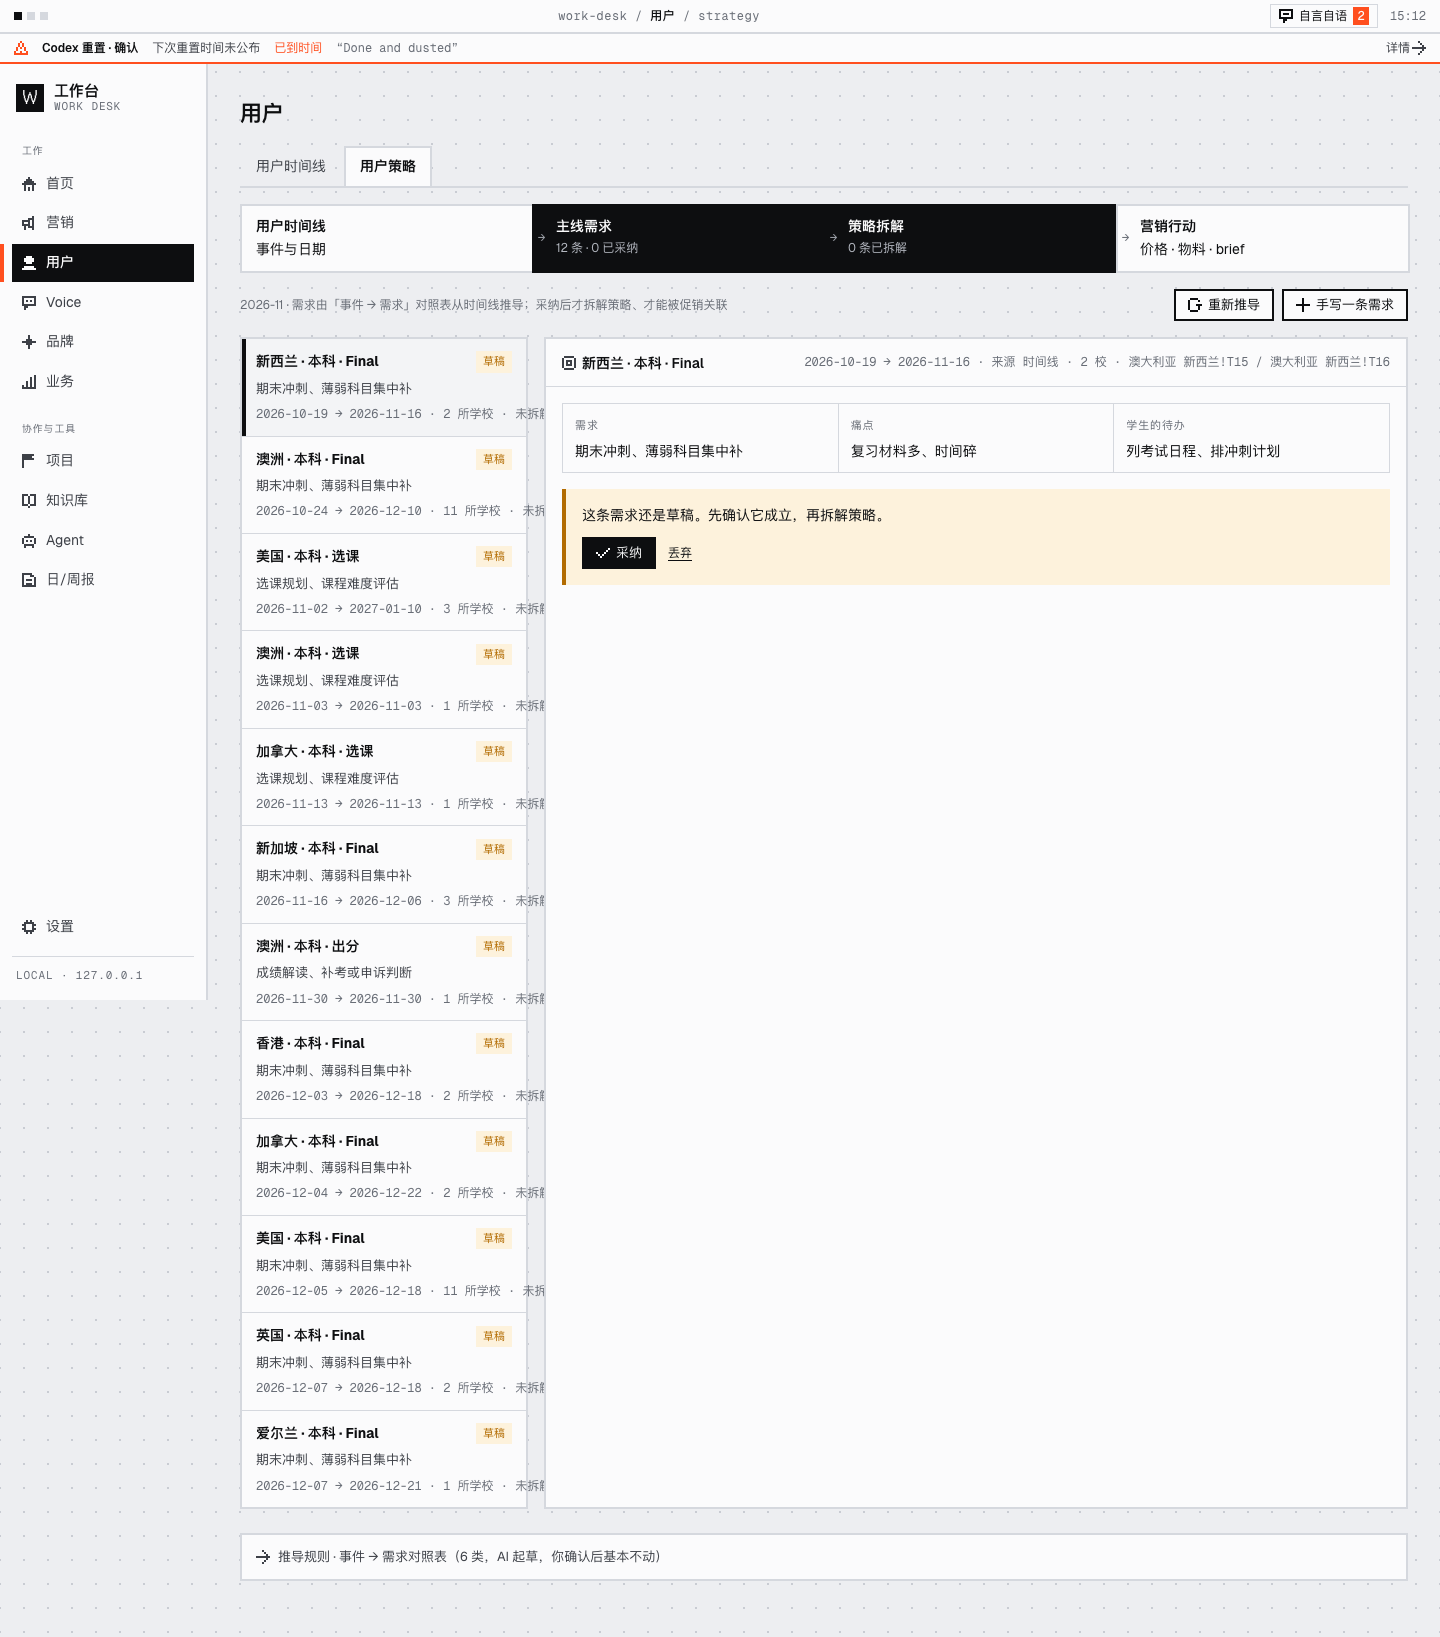 work-desk / 用户 / strategy
自言自语 2
15:12
Codex 重置·确认 下次重置时间未公布 已到时间 “Done and dusted”
详情
W
工作台
WORK DESK
工作
首页
营销
用户
Voice
品牌
业务
协作与工具
项目
知识库
Agent
日/周报
设置
LOCAL · 127.0.0.1
用户
用户时间线 用户策略
用户时间线
事件与日期
→
主线需求
12 条 · 0 已采纳
→
策略拆解
0 条已拆解
→
营销行动
价格 · 物料 · brief
2026-11 · 需求由「事件 → 需求」对照表从时间线推导；采纳后才拆解策略、才能被促销关联
重新推导
手写一条需求
新西兰 · 本科 · Final 草稿
期末冲刺、薄弱科目集中补
2026-10-19 → 2026-11-16 · 2 所学校 · 未拆
澳洲 · 本科 · Final 草稿
期末冲刺、薄弱科目集中补
2026-10-24 → 2026-12-10 · 11 所学校 · 未拆
美国 · 本科 · 选课 草稿
选课规划、课程难度评估
2026-11-02 → 2027-01-10 · 3 所学校 · 未拆
澳洲 · 本科 · 选课 草稿
选课规划、课程难度评估
2026-11-03 → 2026-11-03 · 1 所学校 · 未拆
加拿大 · 本科 · 选课 草稿
选课规划、课程难度评估
2026-11-13 → 2026-11-13 · 1 所学校 · 未拆
新加坡 · 本科 · Final 草稿
期末冲刺、薄弱科目集中补
2026-11-16 → 2026-12-06 · 3 所学校 · 未拆
澳洲 · 本科 · 出分 草稿
成绩解读、补考或申诉判断
2026-11-30 → 2026-11-30 · 1 所学校 · 未拆
香港 · 本科 · Final 草稿
期末冲刺、薄弱科目集中补
2026-12-03 → 2026-12-18 · 2 所学校 · 未拆
加拿大 · 本科 · Final 草稿
期末冲刺、薄弱科目集中补
2026-12-04 → 2026-12-22 · 2 所学校 · 未拆
美国 · 本科 · Final 草稿
期末冲刺、薄弱科目集中补
2026-12-05 → 2026-12-18 · 11 所学校 · 未拆
英国 · 本科 · Final 草稿
期末冲刺、薄弱科目集中补
2026-12-07 → 2026-12-18 · 2 所学校 · 未拆
爱尔兰 · 本科 · Final 草稿
期末冲刺、薄弱科目集中补
2026-12-07 → 2026-12-21 · 1 所学校 · 未拆
新西兰 · 本科 · Final
2026-10-19 → 2026-11-16 · 来源 时间线 · 2 校 · 澳大利亚 新西兰!T15 / 澳大利亚 新西兰!T16
需求
期末冲刺、薄弱科目集中补
痛点
复习材料多、时间碎
学生的待办
列考试日程、排冲刺计划
这条需求还是草稿。先确认它成立，再拆解策略。
采纳
丢弃
推导规则 · 事件 → 需求对照表（6 类，AI 起草，你确认后基本不动）